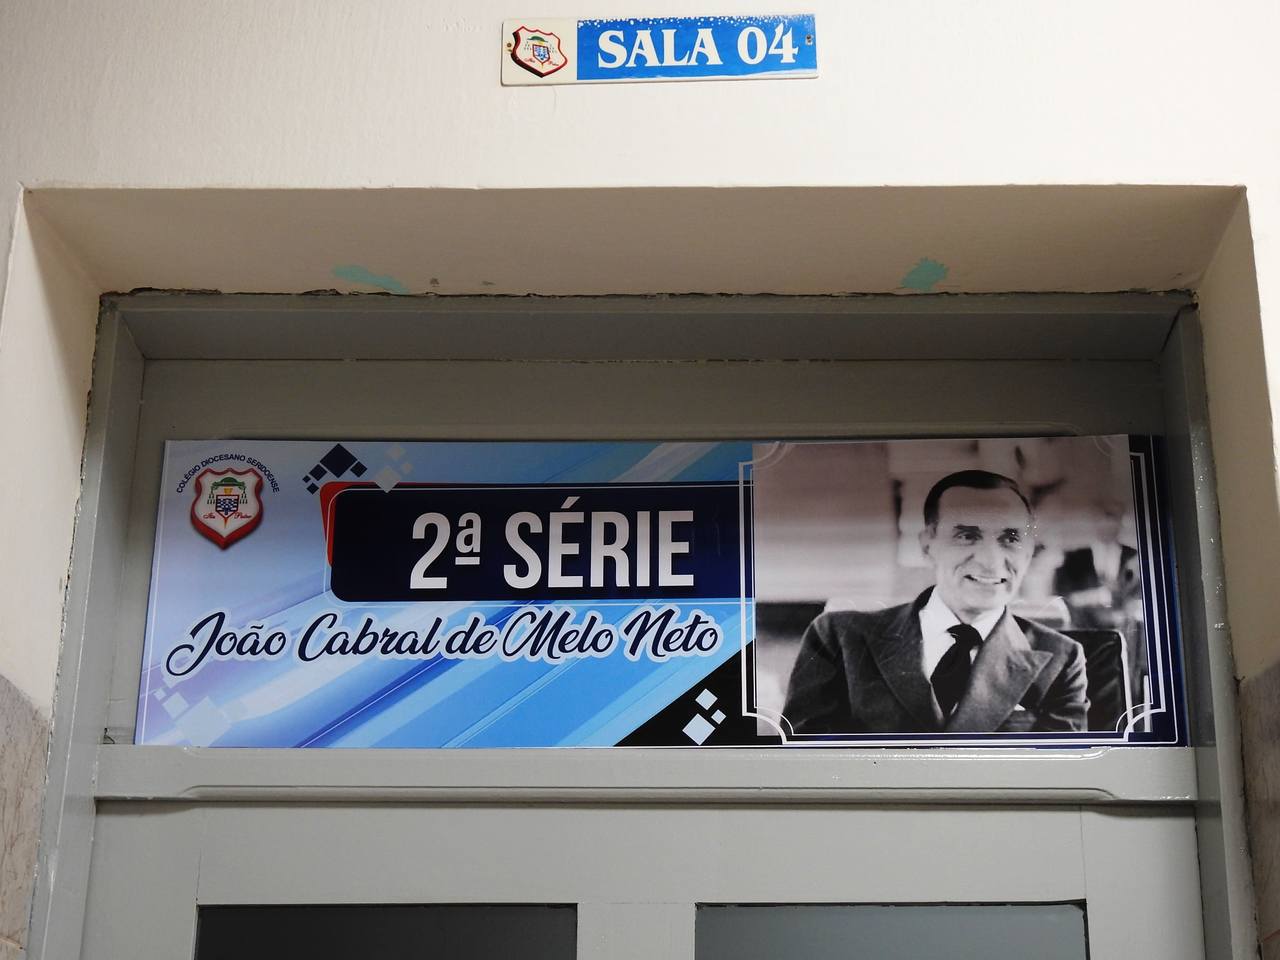 SALA 04
COLÉGIO DIOCESANO SERIDOENSE
2ª SÉRIE
João Cabral de Melo Neto